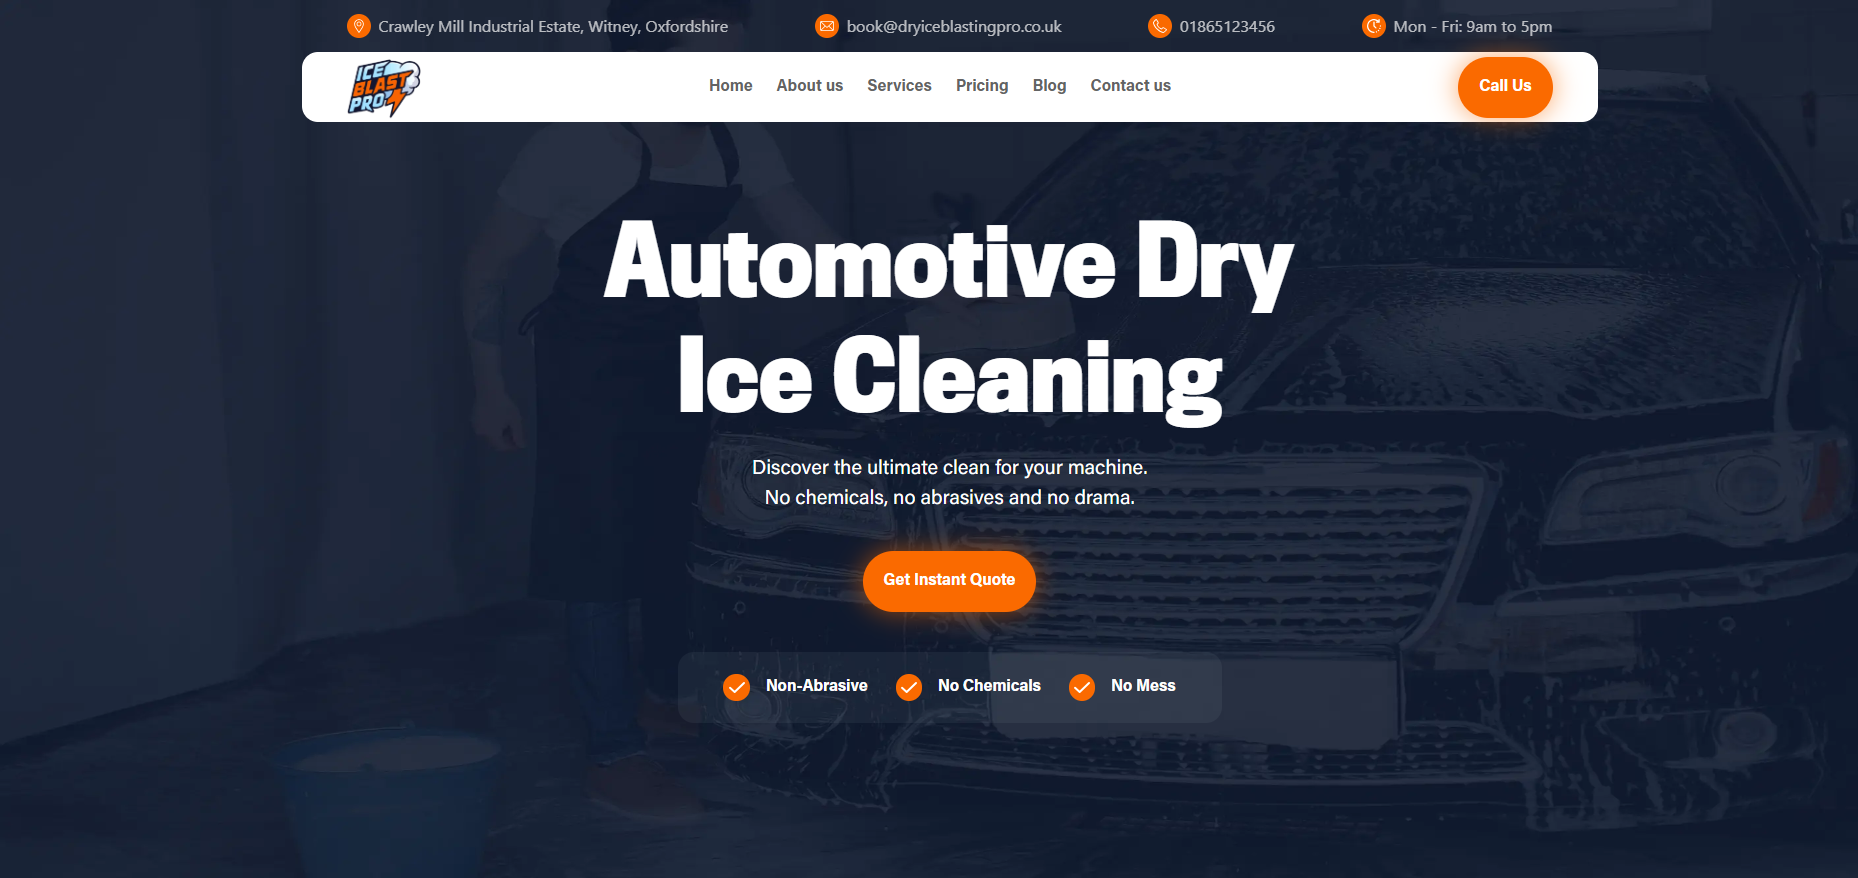 Crawley Mill Industrial Estate, Witney, Oxfordshire
book@dryiceblastingpro.co.uk
01865123456
Mon - Fri: 9am to 5pm
ICE
BLAST
PRO
Home
About us
Services
Pricing
Blog
Contact us
Call Us
Automotive Dry
Ice Cleaning
Discover the ultimate clean for your machine.
No chemicals, no abrasives and no drama.
Get Instant Quote
Non-Abrasive
No Chemicals
No Mess